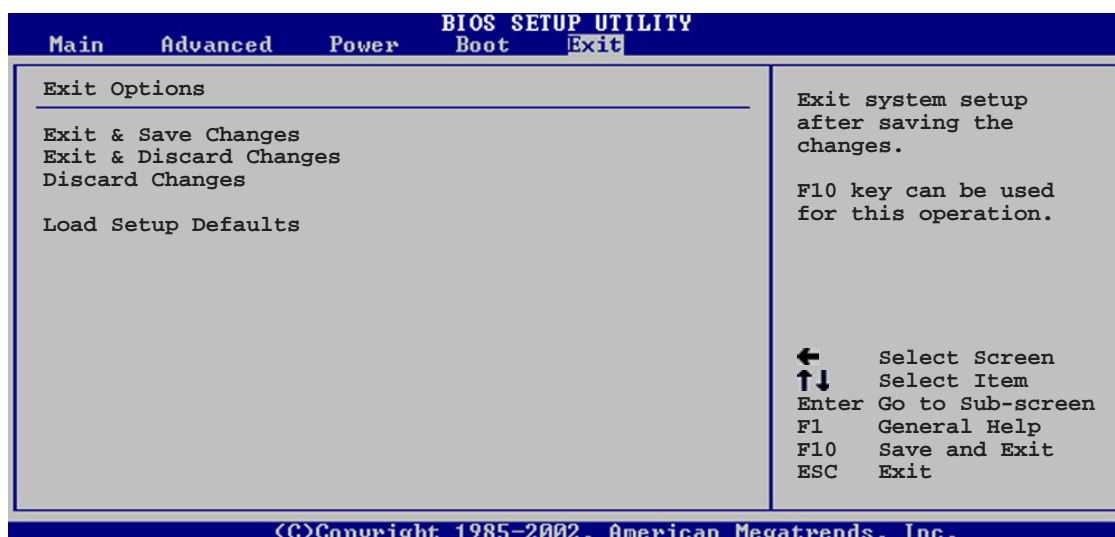 BIOS SETUP UTILITY
Main Advanced Power Boot Exit
Exit Options
Exit & Save Changes
Exit & Discard Changes
Discard Changes
Load Setup Defaults
Exit system setup
after saving the
changes.
F10 key can be used
for this operation.
← Select Screen
↑↓ Select Item
Enter Go to Sub-screen
F1 General Help
F10 Save and Exit
ESC Exit
(C)Copyright 1985-2002, American Megatrends, Inc.